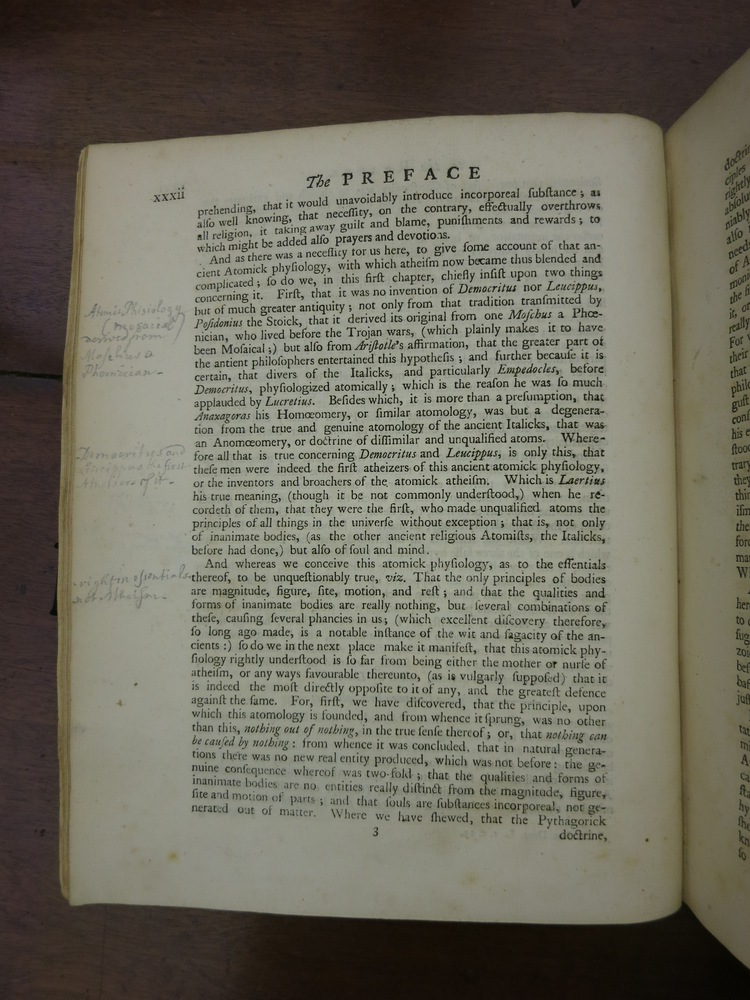 xxxii
The PREFACE
prehending, that it would unavoidably introduce incorporeal ſubſtance; as
alſo well knowing, that neceſſity, on the contrary, effectually overthrows
all religion, it taking away guilt and blame, puniſhments and rewards; to
which might be added alſo prayers and devotions.
And as there was a neceſſity for us here, to give ſome account of that an-
cient Atomick phyſiology, with which atheiſm now became thus blended and
complicated; ſo do we, in this firſt chapter, chiefly inſiſt upon two things
concerning it. Firſt, that it was no invention of Democritus nor Leucippus,
but of much greater antiquity; not only from that tradition tranſmitted by
Poſidonius the Stoick, that it derived its original from one Moſchus a Phœ-
nician, who lived before the Trojan wars, (which plainly makes it to have
been Moſaical;) but alſo from Ariſtotle's affirmation, that the greater part of
the antient philoſophers entertained this hypotheſis; and further becauſe it is
certain, that divers of the Italicks, and particularly Empedocles, before
Democritus, phyſiologized atomically; which is the reaſon he was ſo much
applauded by Lucretius. Beſides which, it is more than a preſumption, that
Anaxagoras his Homœomery, or ſimilar atomology, was but a degenera-
tion from the true and genuine atomology of the ancient Italicks, that was
an Anomœomery, or doctrine of diſſimilar and unqualified atoms. Where-
fore all that is true concerning Democritus and Leucippus, is only this, that
theſe men were indeed the firſt atheizers of this ancient atomick phyſiology,
or the inventors and broachers of the atomick atheiſm. Which is Laertius
his true meaning, (though it be not commonly underſtood,) when he re-
cordeth of them, that they were the firſt, who made unqualified atoms the
principles of all things in the univerſe without exception; that is, not only
of inanimate bodies, (as the other ancient religious Atomiſts, the Italicks,
before had done,) but alſo of ſoul and mind.
And whereas we conceive this atomick phyſiology, as to the eſſentials
thereof, to be unqueſtionably true, viz. That the only principles of bodies
are magnitude, figure, ſite, motion, and reſt; and that the qualities and
forms of inanimate bodies are really nothing, but ſeveral combinations of
theſe, cauſing ſeveral phancies in us; (which excellent diſcovery therefore,
ſo long ago made, is a notable inſtance of the wit and ſagacity of the an-
cients:) ſo do we in the next place make it manifeſt, that this atomick phy-
ſiology rightly underſtood is ſo far from being either the mother or nurſe of
atheiſm, or any ways favourable thereunto, (as is vulgarly ſuppoſed) that it
is indeed the moſt directly oppoſite to it of any, and the greateſt defence
againſt the ſame. For, firſt, we have diſcovered, that the principle, upon
which this atomology is founded, and from whence it ſprung, was no other
than this, nothing out of nothing, in the true ſenſe thereof; or, that nothing can
be cauſed by nothing: from whence it was concluded, that in natural genera-
tions there was no new real entity produced, which was not before: the ge-
nuine conſequence whereof was two-fold; that the qualities and forms of
inanimate bodies are no entities really diſtinct from the magnitude, figure,
ſite and motion of parts; and that ſouls are ſubſtances incorporeal, not ge-
nerated out of matter. Where we have ſhewed, that the Pythagorick
3
doctrine,
Atomic Phisiology
(mosaical
derived from
Moschus a
Phoenician-
Democritus and
Leucippus the first
of it-
right in essentials
not Atheism-